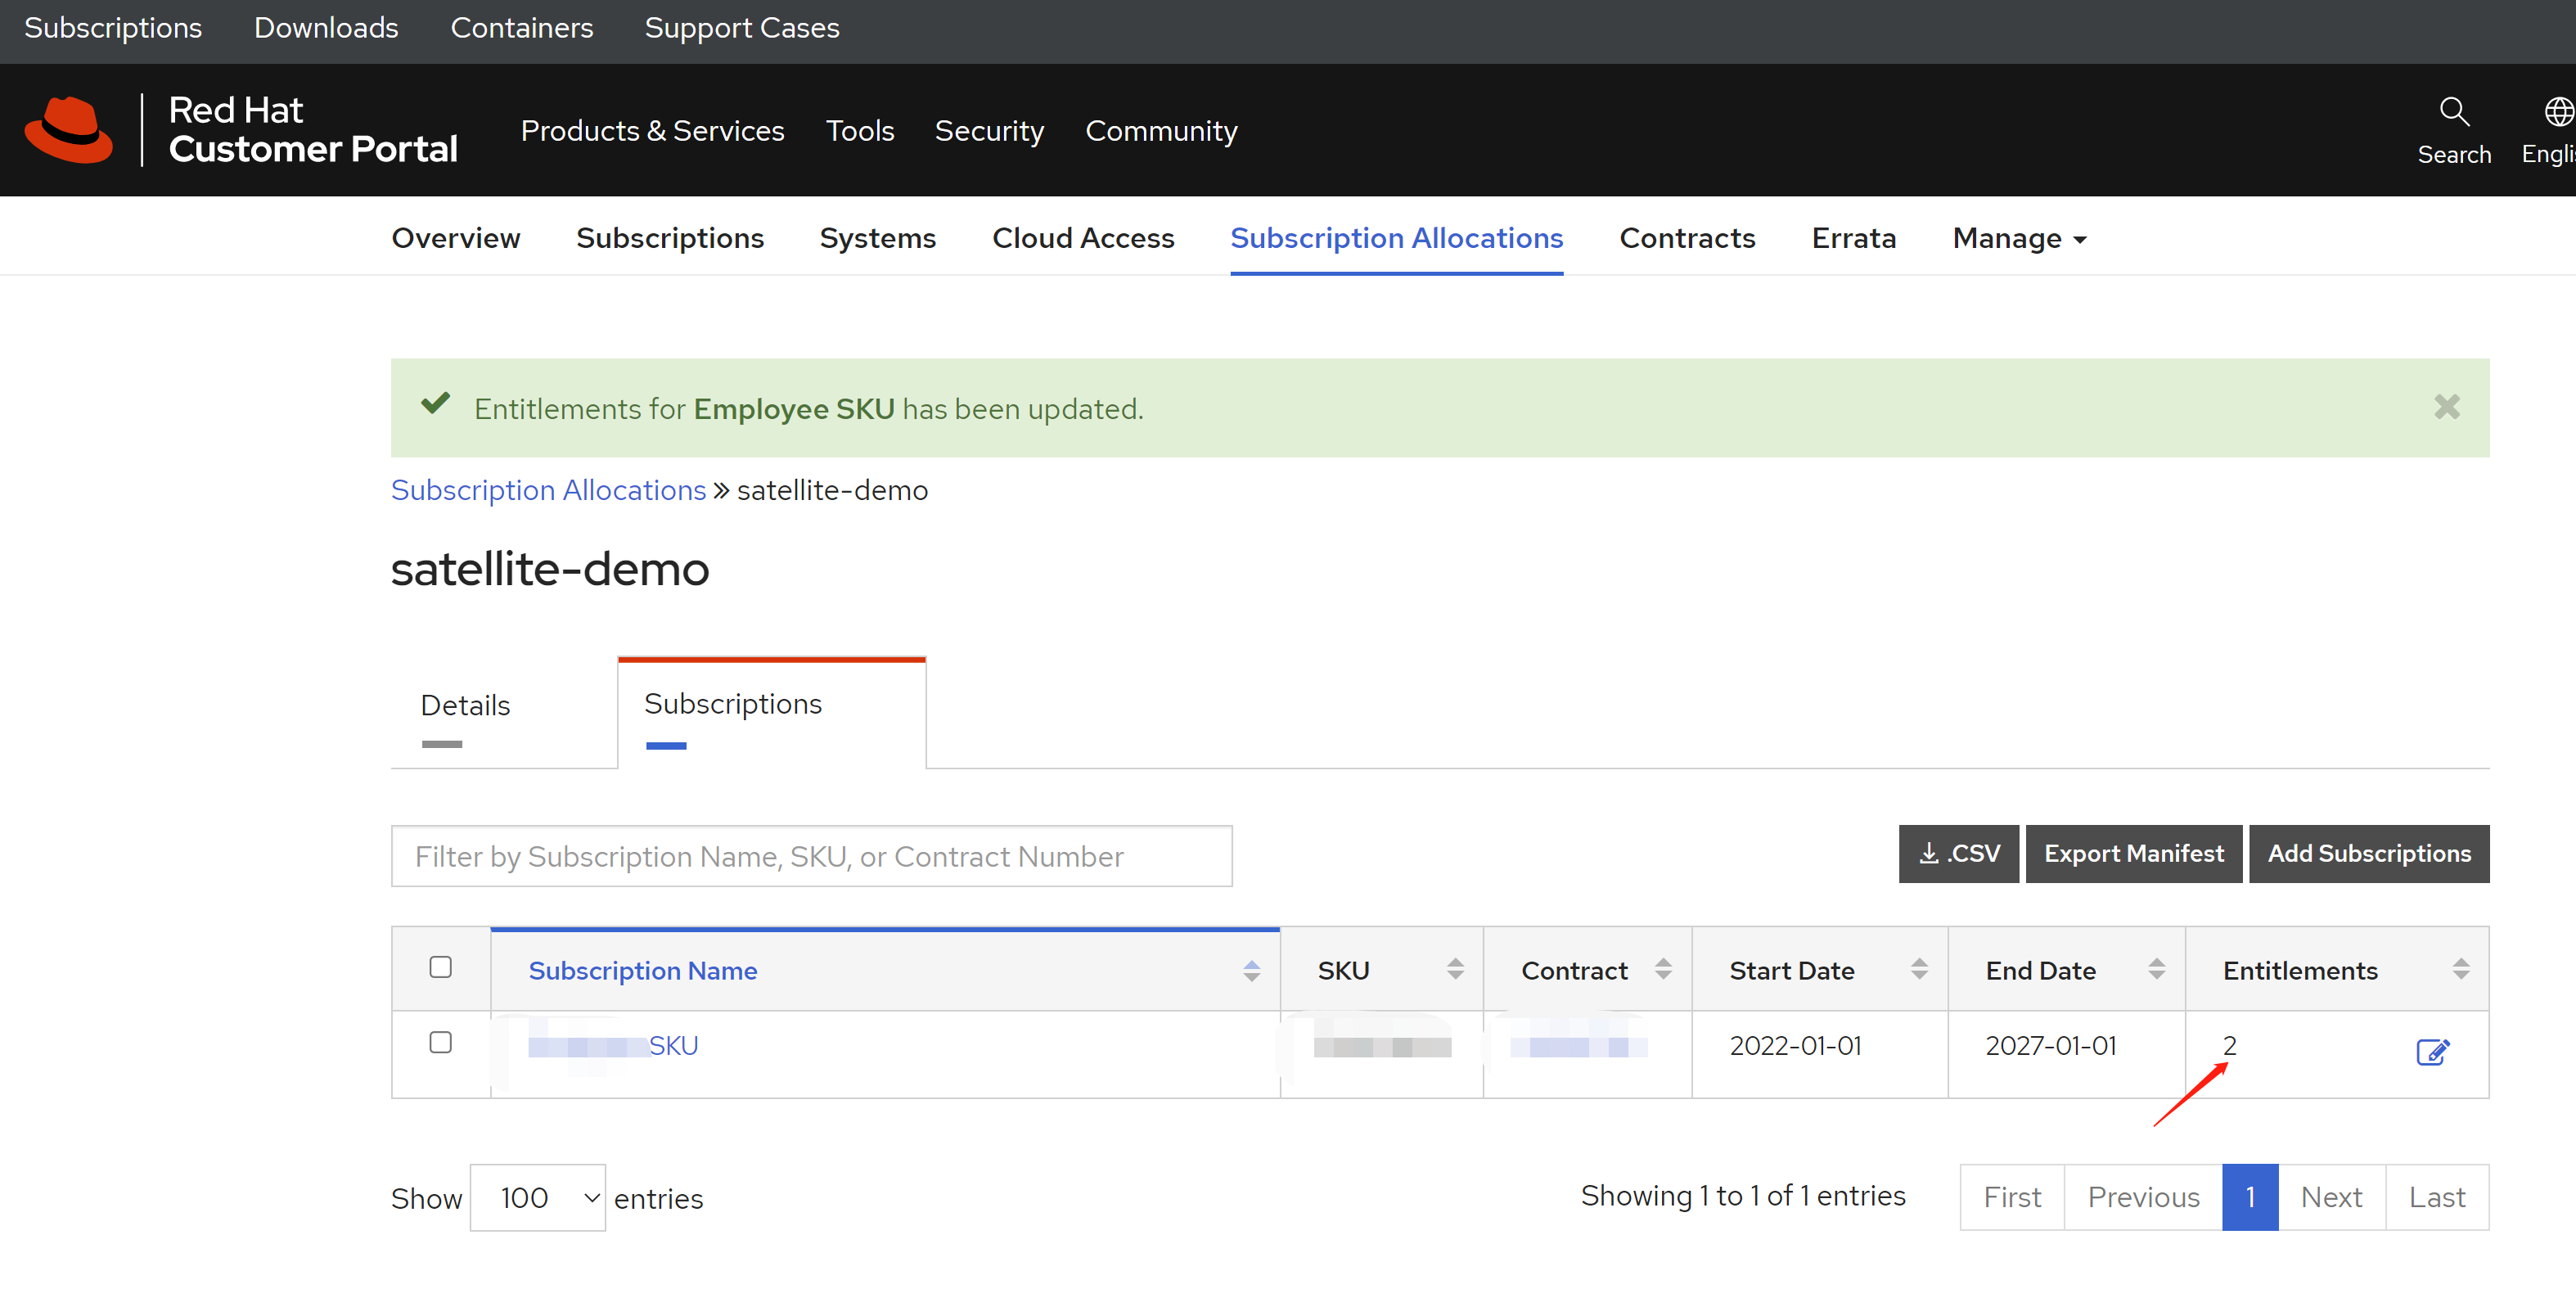 Subscriptions Downloads Containers Support Cases
Red Hat
Customer Portal
Products & Services Tools Security Community
Search
Overview Subscriptions Systems Cloud Access Subscription Allocations Contracts Errata Manage
Entitlements for Employee SKU has been updated.
Subscription Allocations » satellite-demo
satellite-demo
Details Subscriptions
Filter by Subscription Name, SKU, or Contract Number
.CSV Export Manifest Add Subscriptions
Subscription Name SKU Contract Start Date End Date Entitlements
SKU 2022-01-01 2027-01-01 2
Show 100 entries
Showing 1 to 1 of 1 entries
First Previous 1 Next Last